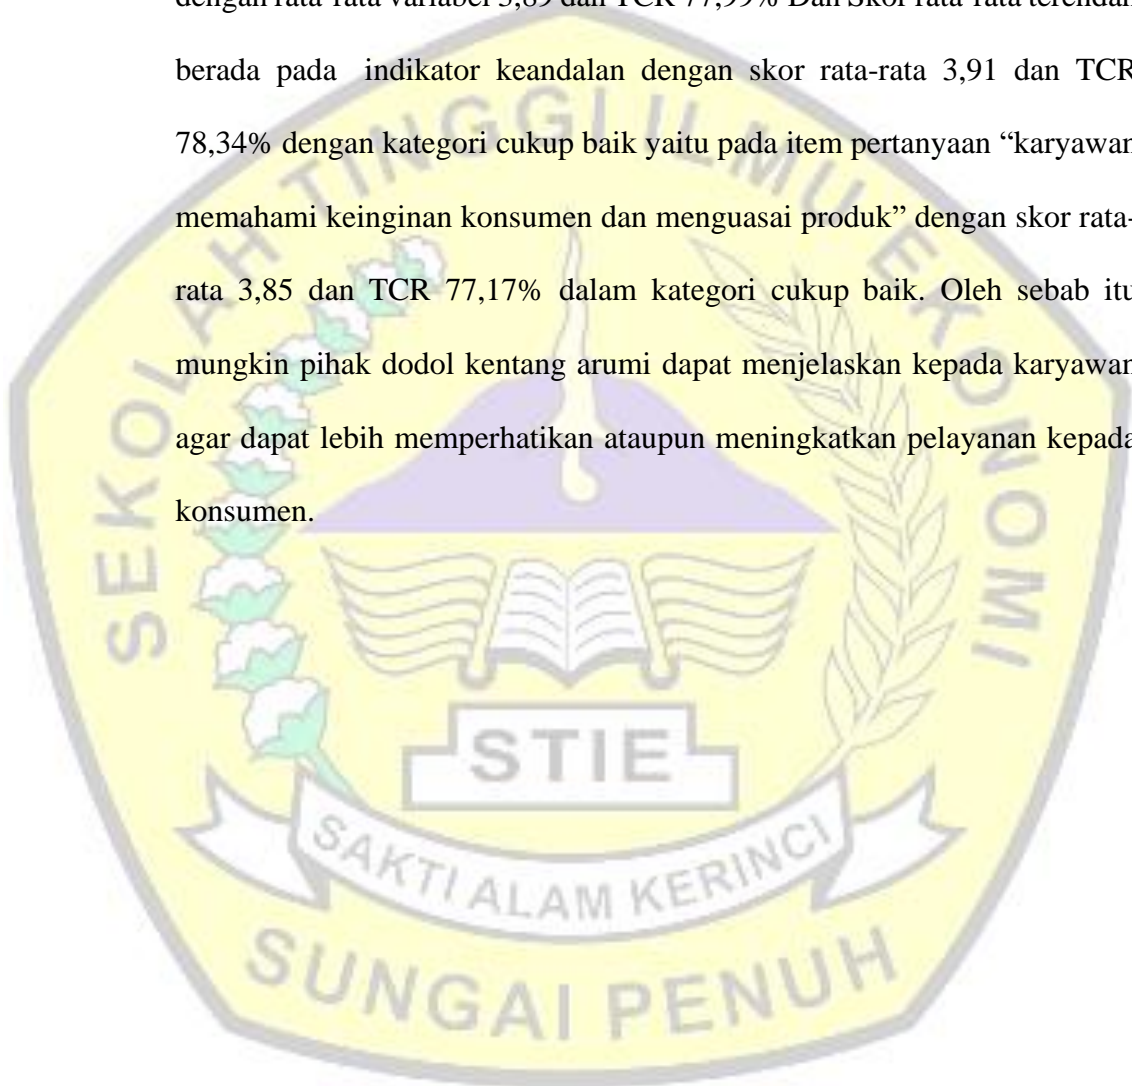 dengan rata-rata variabel 3,89 dan TCR 77,99% Dan Skor rata-rata terendah
berada pada indikator keandalan dengan skor rata-rata 3,91 dan TCR
78,34% dengan kategori cukup baik yaitu pada item pertanyaan “karyawan
memahami keinginan konsumen dan menguasai produk” dengan skor rata-
rata 3,85 dan TCR 77,17% dalam kategori cukup baik. Oleh sebab itu
mungkin pihak dodol kentang arumi dapat menjelaskan kepada karyawan
agar dapat lebih memperhatikan ataupun meningkatkan pelayanan kepada
konsumen.
SEKOLAH TINGGI ILMU EKONOMI
STIE
SAKTI ALAM KERINCI
SUNGAI PENUH